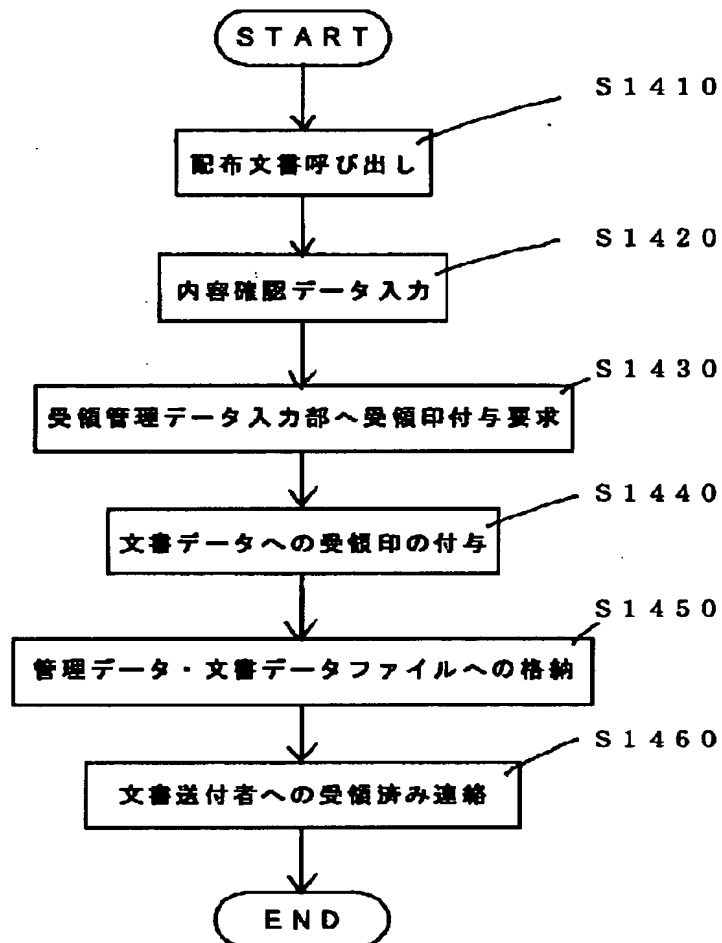 START
S1410
配布文書呼び出し
S1420
内容確認データ入力
S1430
受領管理データ入力部へ受領印付与要求
S1440
文書データへの受領印の付与
S1450
管理データ・文書データファイルへの格納
S1460
文書送付者への受領済み連絡
END